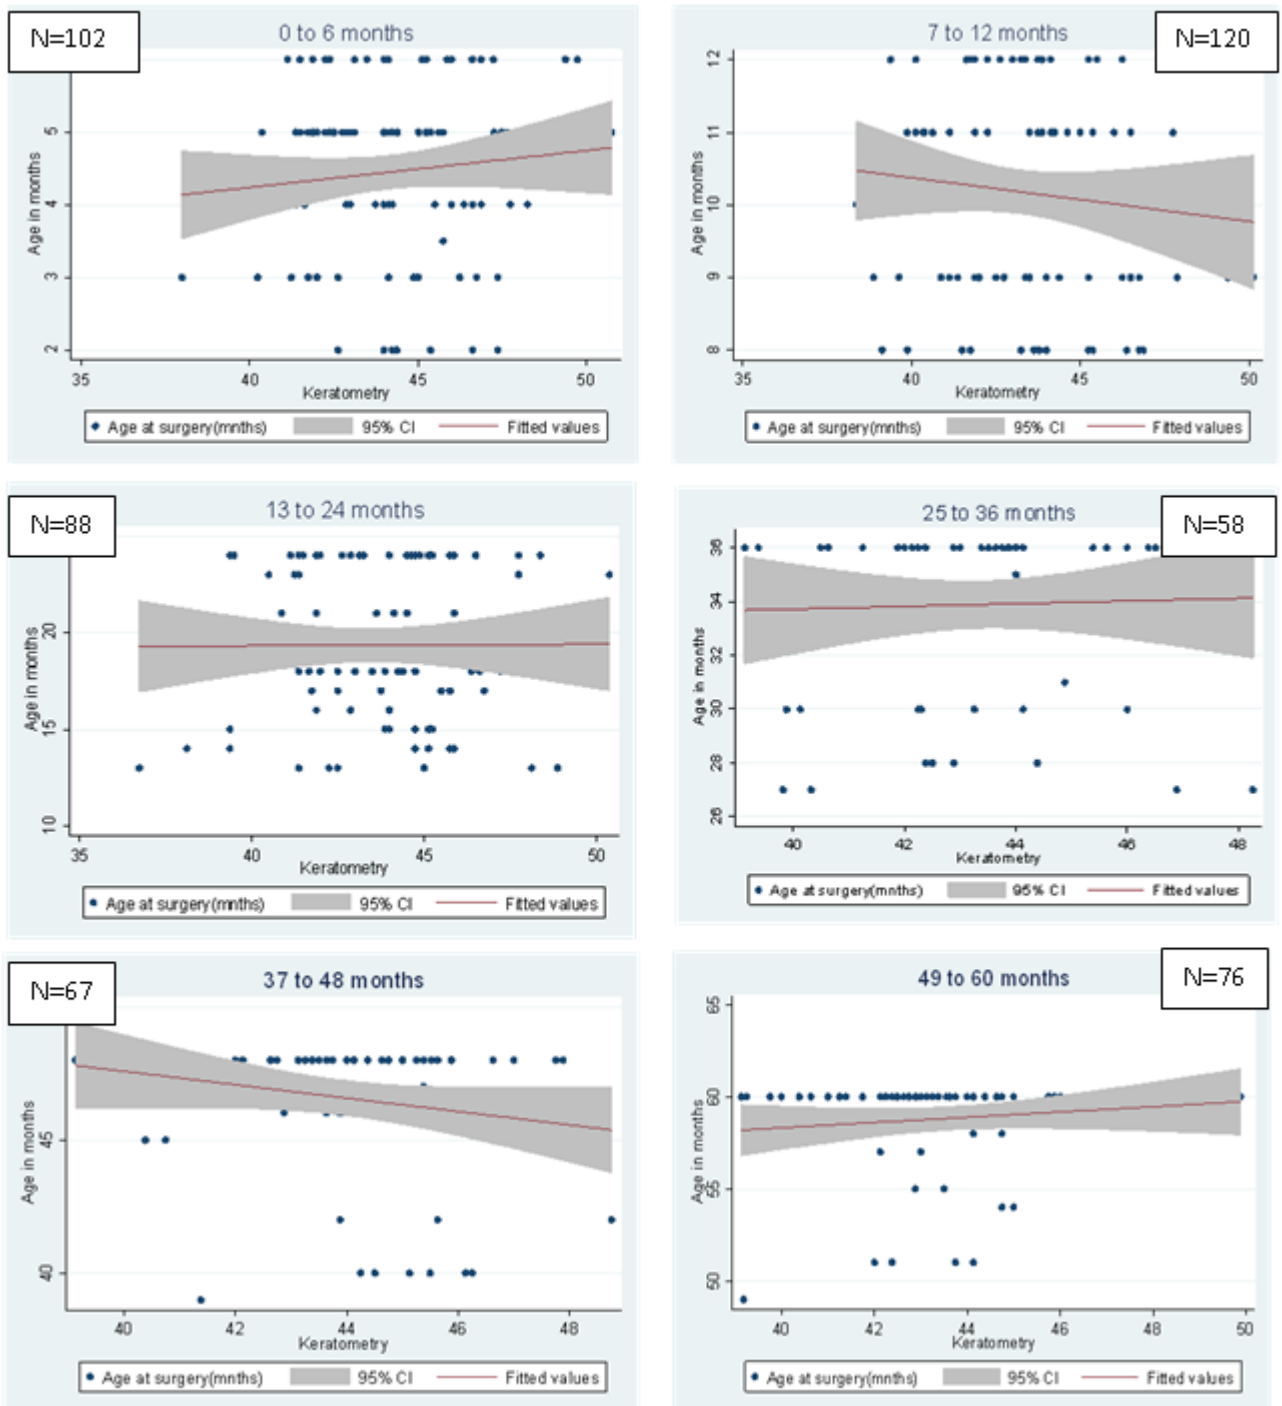 N=102
0 to 6 months
Age in months
5
4
3
2
35 40 45 50
Keratometry
Age at surgery(mnths) 95% CI Fitted values
7 to 12 months
N=120
Age in months
12
11
10
9
8
35 40 45 50
Keratometry
Age at surgery(mnths) 95% CI Fitted values
N=88
13 to 24 months
Age in months
20
15
10
35 40 45 50
Keratometry
Age at surgery(mnths) 95% CI Fitted values
25 to 36 months
N=58
Age in months
36
34
32
30
28
26
40 42 44 46 48
Keratometry
Age at surgery(mnths) 95% CI Fitted values
N=67
37 to 48 months
Age in months
45
40
40 42 44 46 48
Keratometry
Age at surgery(mnths) 95% CI Fitted values
49 to 60 months
N=76
Age in months
65
60
55
50
40 42 44 46 48 50
Keratometry
Age at surgery(mnths) 95% CI Fitted values